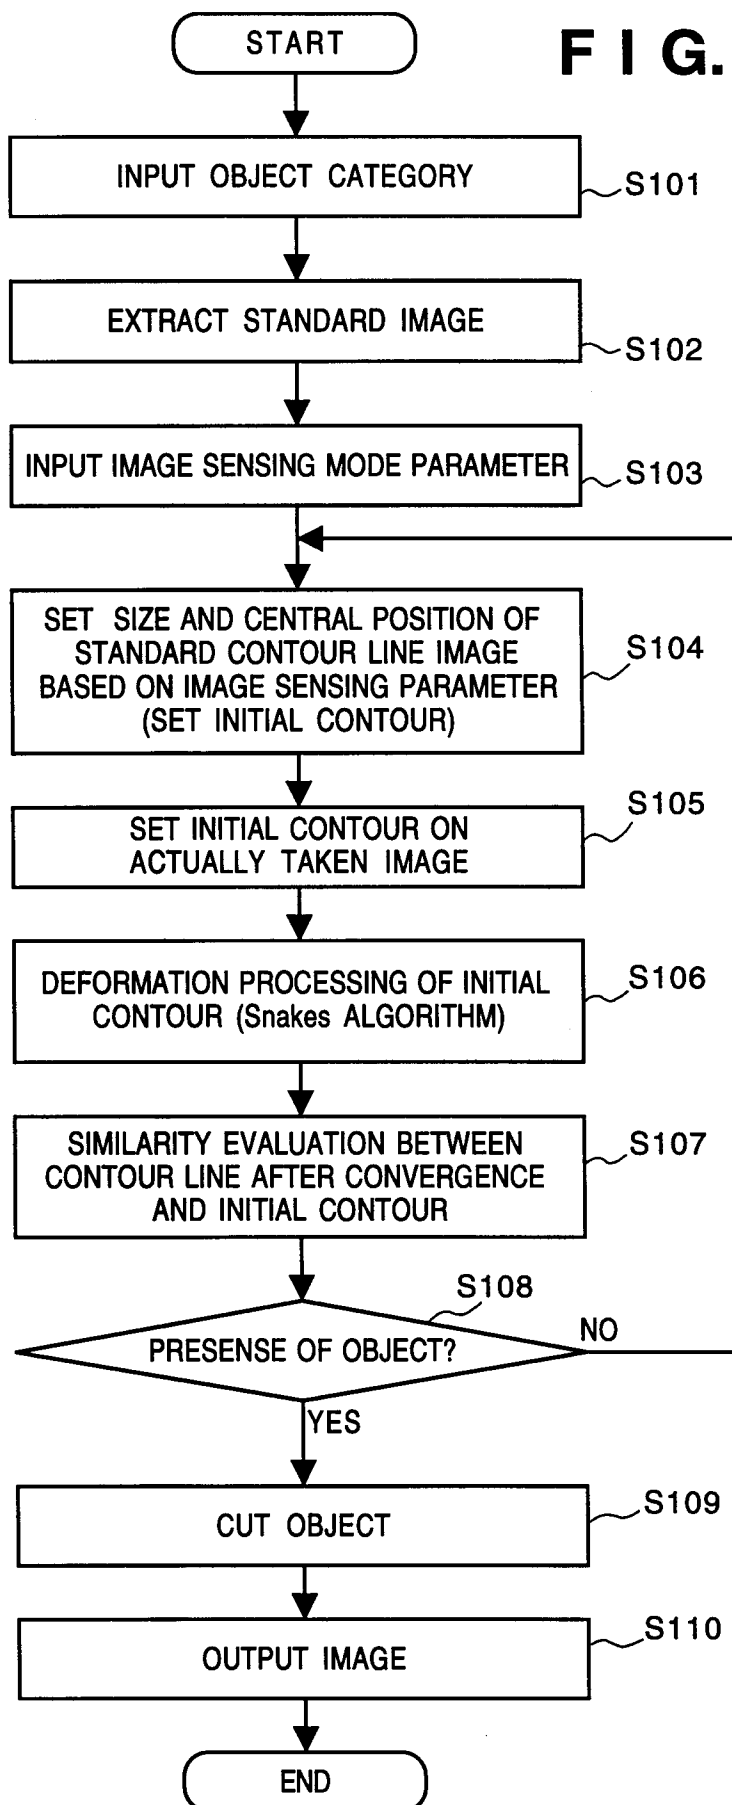 START
F I G.
INPUT OBJECT CATEGORY
S101
EXTRACT STANDARD IMAGE
S102
INPUT IMAGE SENSING MODE PARAMETER
S103
SET SIZE AND CENTRAL POSITION OF
STANDARD CONTOUR LINE IMAGE
BASED ON IMAGE SENSING PARAMETER
(SET INITIAL CONTOUR)
S104
SET INITIAL CONTOUR ON
ACTUALLY TAKEN IMAGE
S105
DEFORMATION PROCESSING OF INITIAL
CONTOUR (Snakes ALGORITHM)
S106
SIMILARITY EVALUATION BETWEEN
CONTOUR LINE AFTER CONVERGENCE
AND INITIAL CONTOUR
S107
S108
PRESENSE OF OBJECT?
NO
YES
CUT OBJECT
S109
OUTPUT IMAGE
S110
END